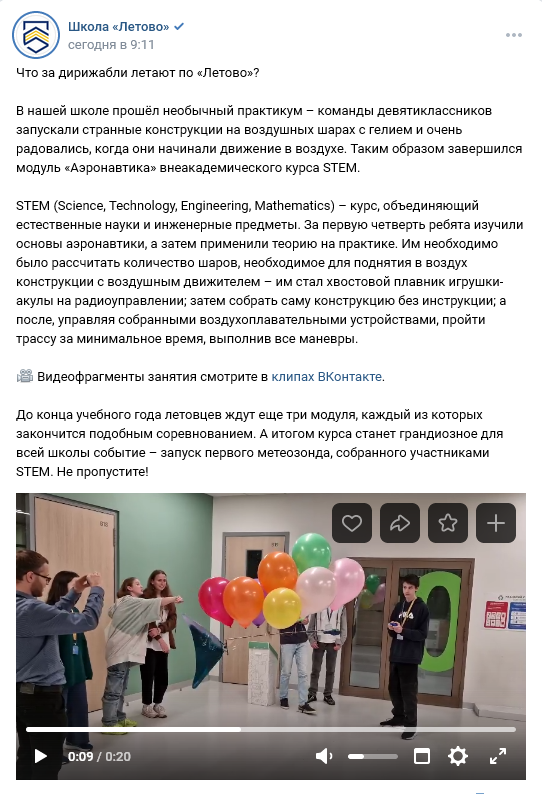 Школа «Летово»
сегодня в 9:11
Что за дирижабли летают по «Летово»?
В нашей школе прошёл необычный практикум – команды девятиклассников
запускали странные конструкции на воздушных шарах с гелием и очень
радовались, когда они начинали движение в воздухе. Таким образом завершился
модуль «Аэронавтика» внеакадемического курса STEM.
STEM (Science, Technology, Engineering, Mathematics) – курс, объединяющий
естественные науки и инженерные предметы. За первую четверть ребята изучили
основы аэронавтики, а затем применили теорию на практике. Им необходимо
было рассчитать количество шаров, необходимое для поднятия в воздух
конструкции с воздушным движителем – им стал хвостовой плавник игрушки-
акулы на радиоуправлении; затем собрать саму конструкцию без инструкции; а
после, управляя собранными воздухоплавательными устройствами, пройти
трассу за минимальное время, выполнив все маневры.
Видеофрагменты занятия смотрите в клипах ВКонтакте.
До конца учебного года летовцев ждут еще три модуля, каждый из которых
закончится подобным соревнованием. А итогом курса станет грандиозное для
всей школы событие – запуск первого метеозонда, собранного участниками
STEM. Не пропустите!
0:09 / 0:20